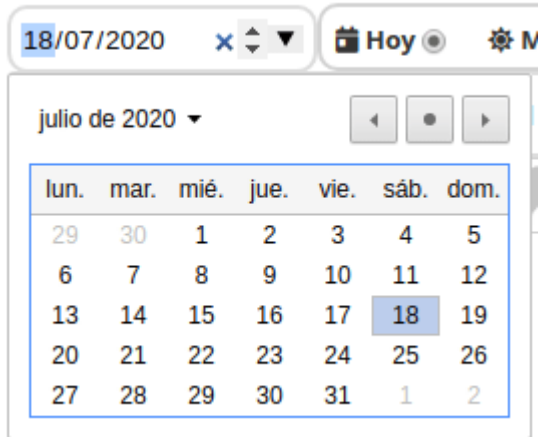 18/07/2020 Hoy M
julio de 2020
lun. mar. mié. jue. vie. sáb. dom.
29 30 1 2 3 4 5
6 7 8 9 10 11 12
13 14 15 16 17 18 19
20 21 22 23 24 25 26
27 28 29 30 31 1 2